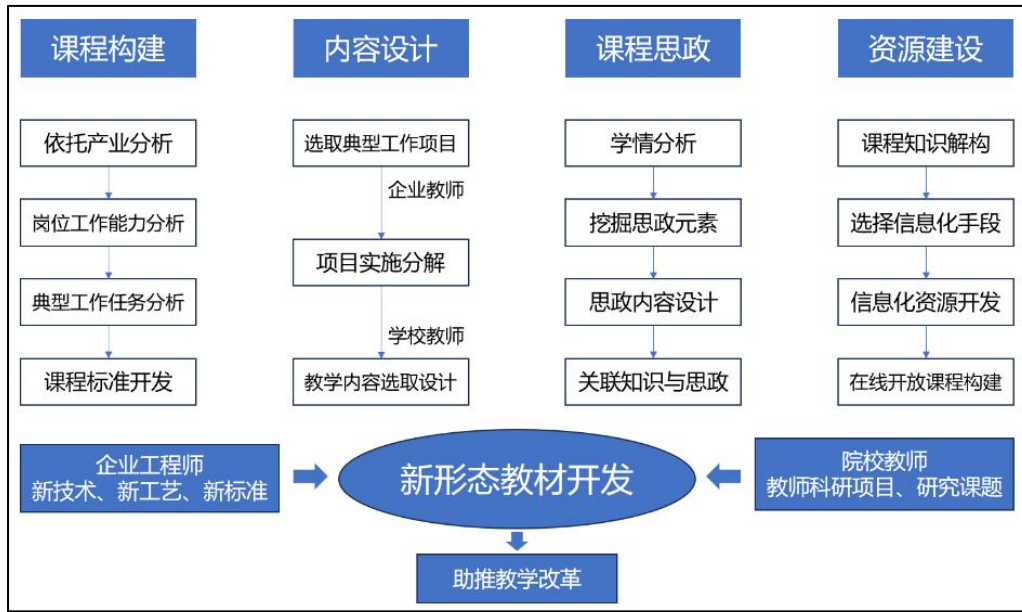 课程构建
内容设计
课程思政
资源建设
依托产业分析
选取典型工作项目
学情分析
课程知识解构
企业教师
岗位工作能力分析
挖掘思政元素
选择信息化手段
项目实施分解
典型工作任务分析
思政内容设计
信息化资源开发
学校教师
课程标准开发
教学内容选取设计
关联知识与思政
在线开放课程构建
企业工程师
新技术、新工艺、新标准
新形态教材开发
院校教师
教师科研项目、研究课题
助推教学改革